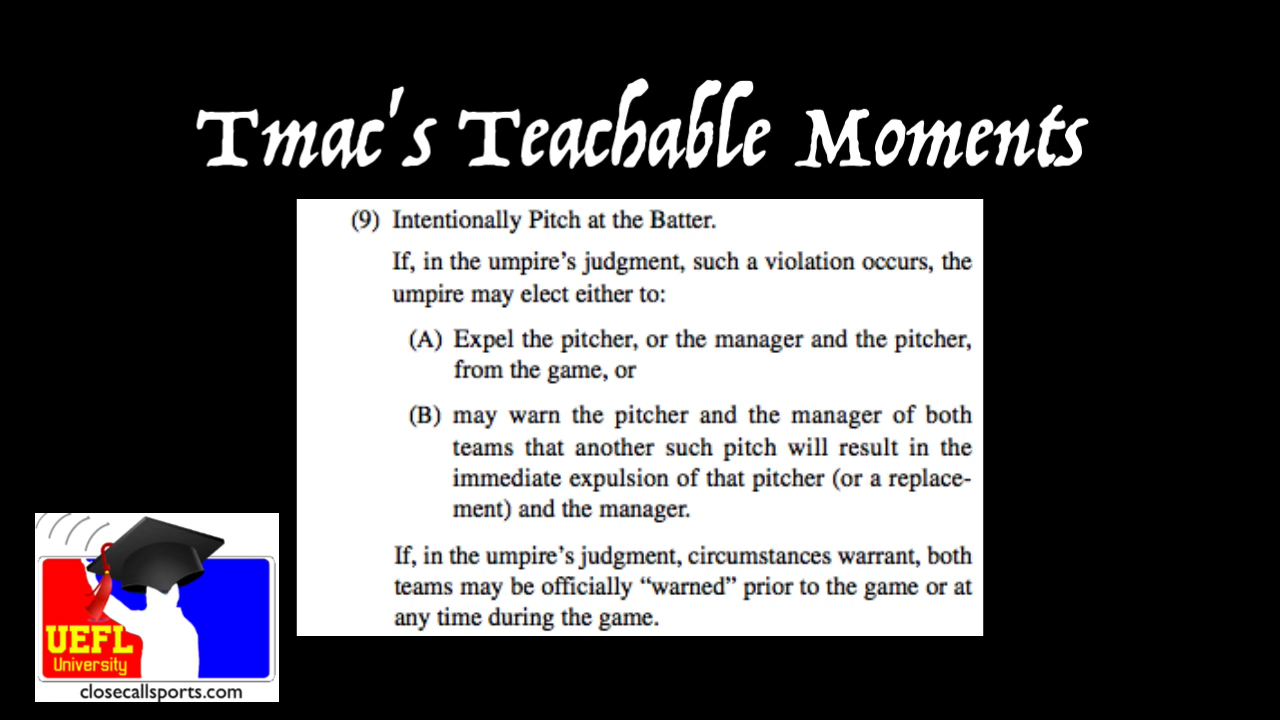 Tmac's Teachable Moments
(9) Intentionally Pitch at the Batter.
If, in the umpire's judgment, such a violation occurs, the
umpire may elect either to:
(A) Expel the pitcher, or the manager and the pitcher,
from the game, or
(B) may warn the pitcher and the manager of both
teams that another such pitch will result in the
immediate expulsion of that pitcher (or a replace-
ment) and the manager.
If, in the umpire's judgment, circumstances warrant, both
teams may be officially “warned” prior to the game or at
any time during the game.
UEFL
University
closecallsports.com